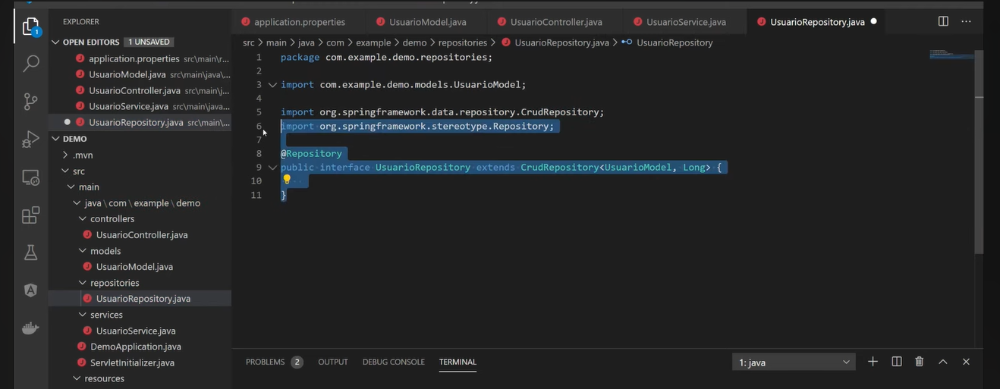 EXPLORER
OPEN EDITORS 1 UNSAVED
application.properties src\main\r...
UsuarioModel.java src\main\java\...
UsuarioController.java src\main\j...
UsuarioService.java src\main\java...
UsuarioRepository.java src\main\...
DEMO
.mvn
src
main
java\com\example\demo
controllers
UsuarioController.java
models
UsuarioModel.java
repositories
UsuarioRepository.java
services
UsuarioService.java
DemoApplication.java
ServletInitializer.java
resources
1
application.properties UsuarioModel.java UsuarioController.java UsuarioService.java UsuarioRepository.java
src > main > java > com > example > demo > repositories > UsuarioRepository.java > UsuarioRepository
1 package com.example.demo.repositories;
2
3 import com.example.demo.models.UsuarioModel;
4
5 import org.springframework.data.repository.CrudRepository;
6 import org.springframework.stereotype.Repository;
7
8 @Repository
9 public interface UsuarioRepository extends CrudRepository<UsuarioModel, Long> {
10
11 }
PROBLEMS 2 OUTPUT DEBUG CONSOLE TERMINAL 1: java